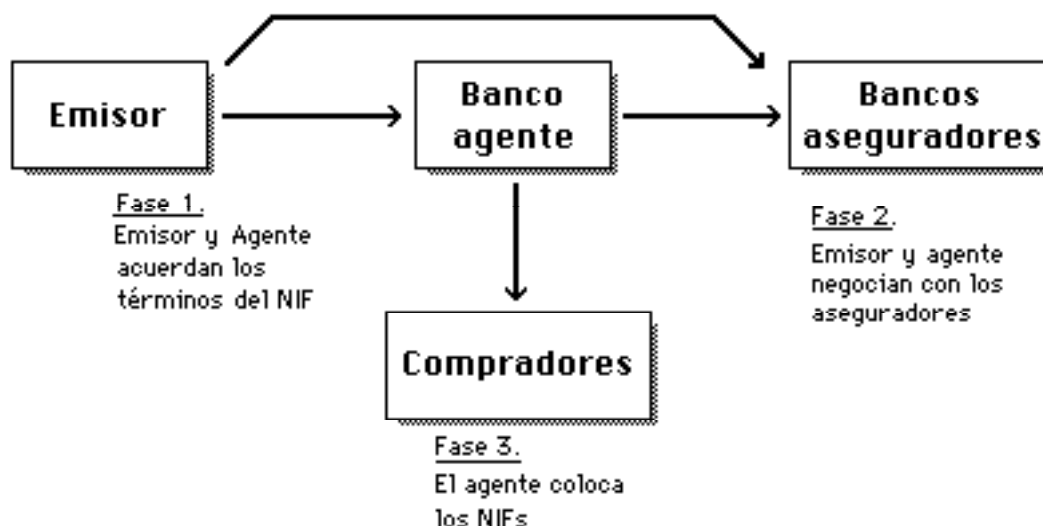 Emisor
Banco
agente
Bancos
aseguradores
Fase 1.
Emisor y Agente
acuerdan los
términos del NIF
Fase 2.
Emisor y agente
negocian con los
aseguradores
Compradores
Fase 3.
El agente coloca
los NIFs